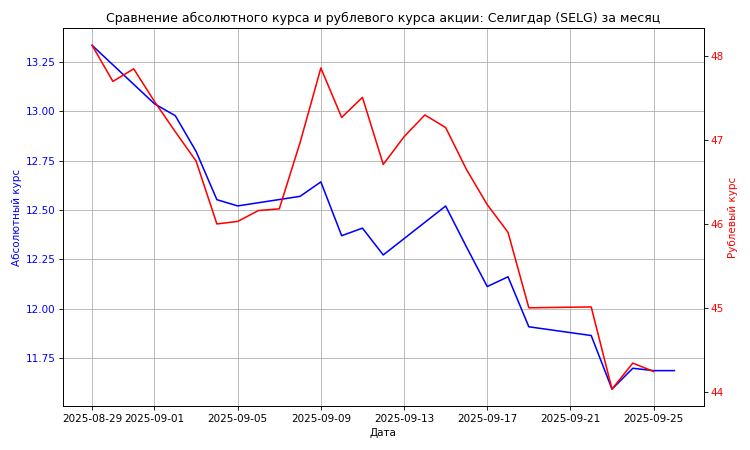 Сравнение абсолютного курса и рублевого курса акции: Селигдар (SELG) за месяц
13.25
13.00
12.75
12.50
12.25
12.00
11.75
Абсолютный курс
48
47
46
45
44
Рублевый курс
2025-08-29 2025-09-01 2025-09-05 2025-09-09 2025-09-13 2025-09-17 2025-09-21 2025-09-25
Дата